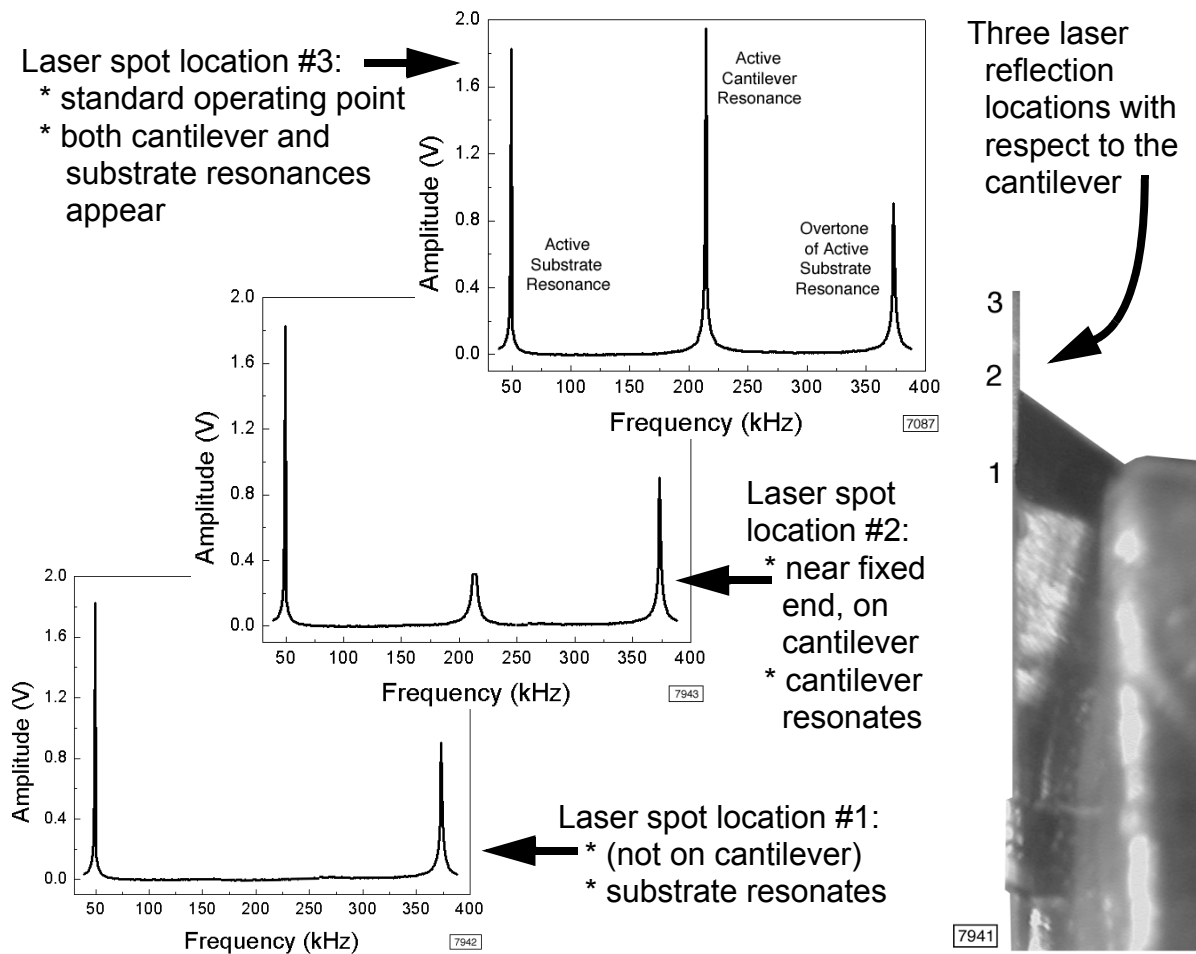 Laser spot location #3:
* standard operating point
* both cantilever and
substrate resonances
appear
2.0
1.6
1.2
0.8
0.4
0.0
Amplitude (V)
Active
Substrate
Resonance
Active
Cantilever
Resonance
Overtone
of Active
Substrate
Resonance
50 100 150 200 250 300 350 400
Frequency (kHz)
7087
Three laser
reflection
locations with
respect to the
cantilever
3
2
1
7941
2.0
1.6
1.2
0.8
0.4
0.0
Amplitude (V)
50 100 150 200 250 300 350 400
Frequency (kHz)
7943
Laser spot
location #2:
* near fixed
end, on
cantilever
* cantilever
resonates
2.0
1.6
1.2
0.8
0.4
0.0
Amplitude (V)
50 100 150 200 250 300 350 400
Frequency (kHz)
7942
Laser spot location #1:
* (not on cantilever)
* substrate resonates